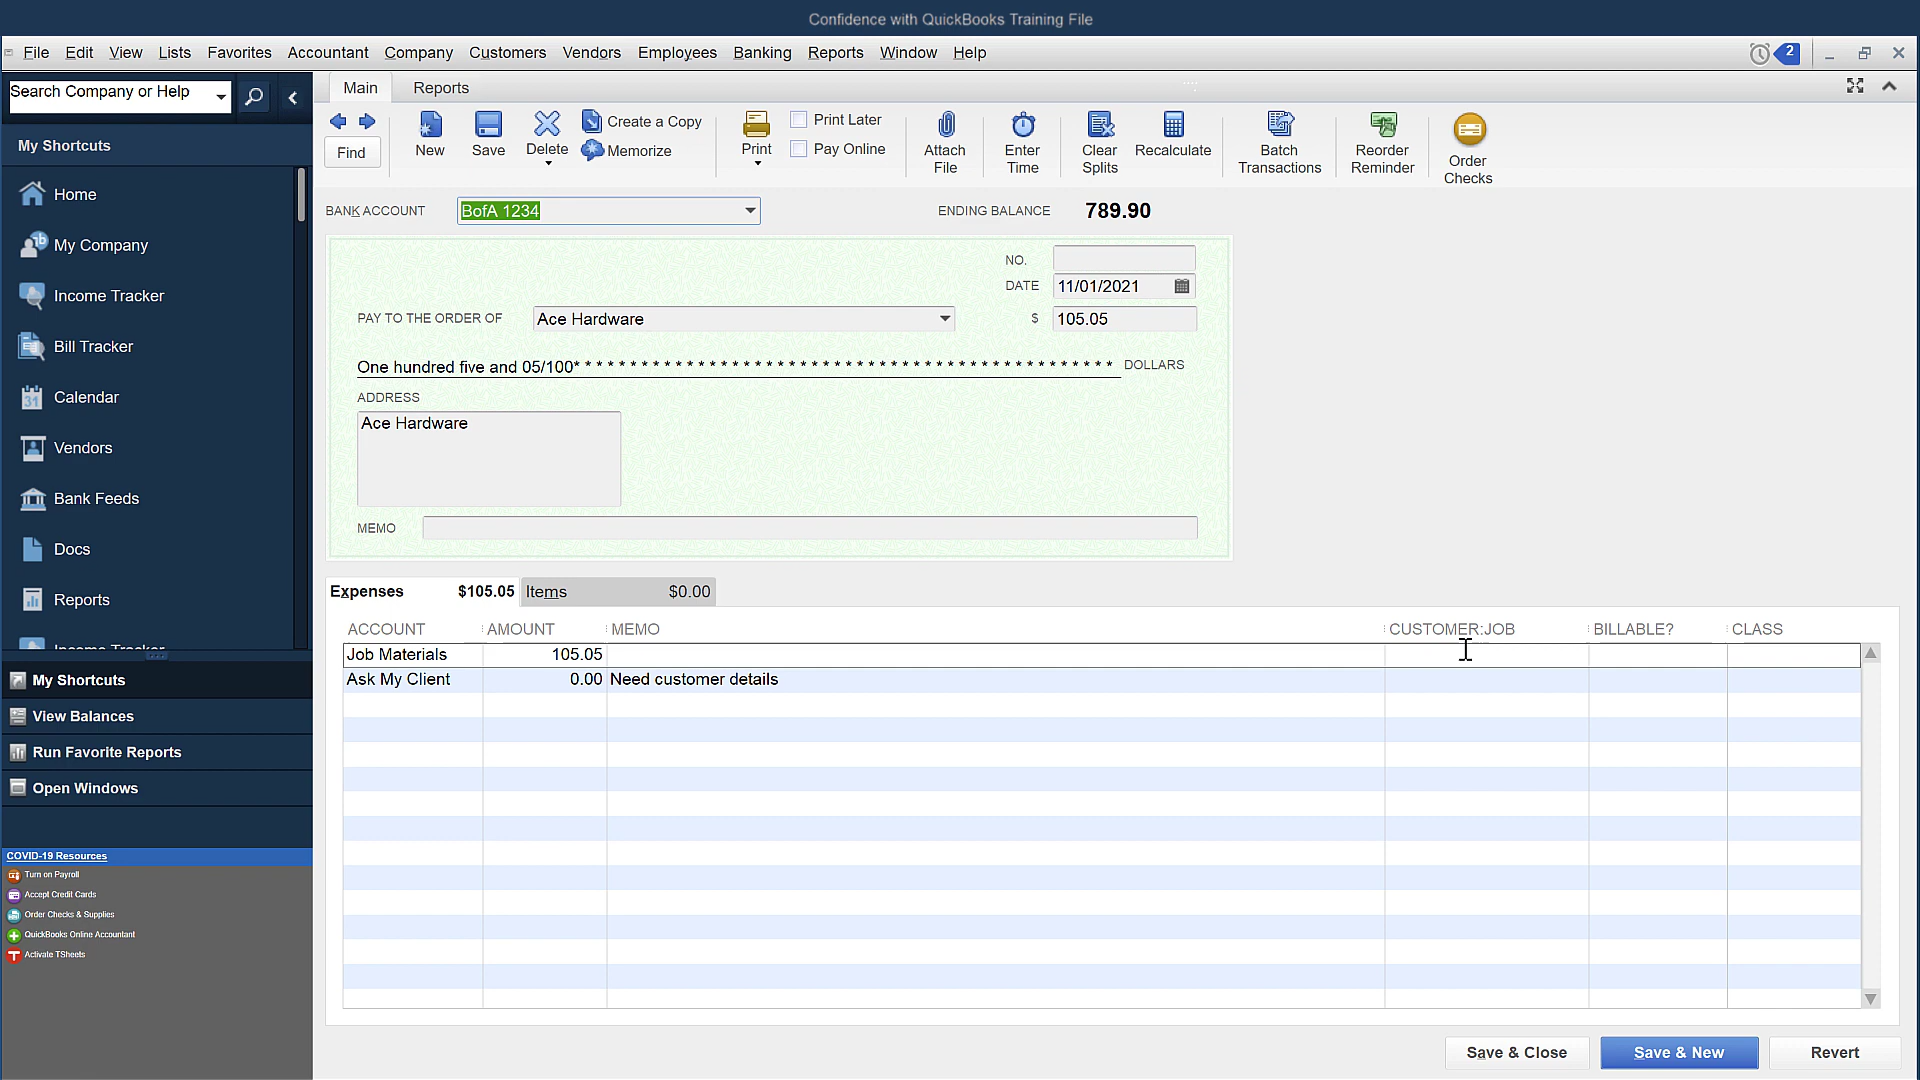 Confidence with QuickBooks Training File
File Edit View Lists Favorites Accountant Company Customers Vendors Employees Banking Reports Window Help
2
Search Company or Help
Main Reports
Find
New
Save
Delete
Create a Copy
Memorize
Print
Print Later
Pay Online
Attach
File
Enter
Time
Clear
Splits
Recalculate
Batch
Transactions
Reorder
Reminder
Order
Checks
My Shortcuts
Home
My Company
Income Tracker
Bill Tracker
Calendar
Vendors
Bank Feeds
Docs
Reports
Income Tracker
My Shortcuts
View Balances
Run Favorite Reports
Open Windows
COVID-19 Resources
Turn on Payroll
Accept Credit Cards
Order Checks & Supplies
QuickBooks Online Accountant
Activate TSheets
BANK ACCOUNT BofA 1234 ENDING BALANCE 789.90
NO.
DATE 11/01/2021
PAY TO THE ORDER OF Ace Hardware $ 105.05
One hundred five and 05/100* * * * * * * * * * * * * * * * * * * * * * * * * * * * * * * * * * * * * * * * * * * * * * * DOLLARS
ADDRESS
Ace Hardware
MEMO
Expenses $105.05 Items $0.00
ACCOUNT AMOUNT MEMO CUSTOMER:JOB BILLABLE? CLASS
Job Materials 105.05
Ask My Client 0.00 Need customer details
Save & Close Save & New Revert